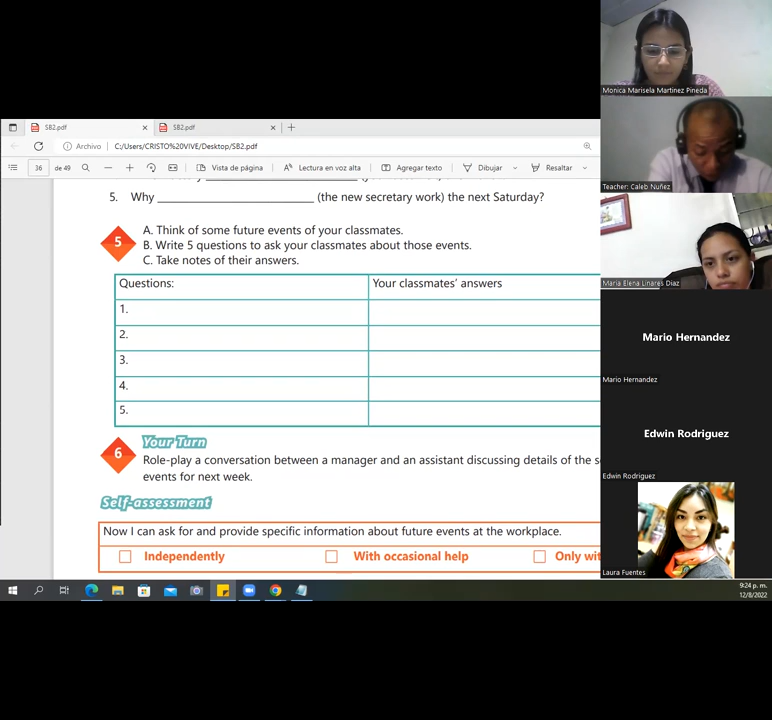 SB2.pdf
SB2.pdf
Archivo
C:/Users/CRISTO%20VIVE/Desktop/SB2.pdf
36
de 49
Vista de página
Lectura en voz alta
Agregar texto
Dibujar
Resaltar
5. Why ______________________ (the new secretary work) the next Saturday?
5
A. Think of some future events of your classmates.
B. Write 5 questions to ask your classmates about those events.
C. Take notes of their answers.
Questions:
Your classmates' answers
1.
2.
3.
4.
5.
6
Your Turn
Role-play a conversation between a manager and an assistant discussing details of the s
events for next week.
Self-assessment
Now I can ask for and provide specific information about future events at the workplace.
Independently
With occasional help
Only wit
Monica Marisela Martinez Pineda
Teacher: Caleb Nuñez
Maria Elena Linares Diaz
Mario Hernandez
Mario Hernandez
Edwin Rodriguez
Edwin Rodriguez
Laura Fuentes
9:24 p. m.
12/8/2022